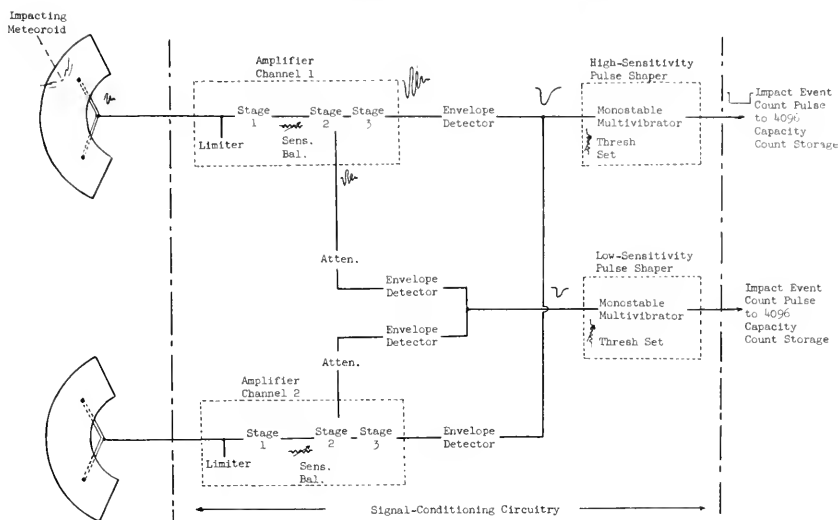 Impacting
Meteoroid
Amplifier
Channel 1
Limiter
Stage
1
Sens.
Bal.
Stage
2
Stage
3
Envelope
Detector
High-Sensitivity
Pulse Shaper
Monostable
Multivibrator
Thresh
Set
Impact Event
Count Pulse
to 4096
Capacity
Count Storage
Atten.
Envelope
Detector
Low-Sensitivity
Pulse Shaper
Monostable
Multivibrator
Thresh Set
Impact Event
Count Pulse
to 4096
Capacity
Count Storage
Envelope
Detector
Atten.
Amplifier
Channel 2
Limiter
Stage
1
Sens.
Bal.
Stage
2
Stage
3
Envelope
Detector
Signal-Conditioning Circuitry